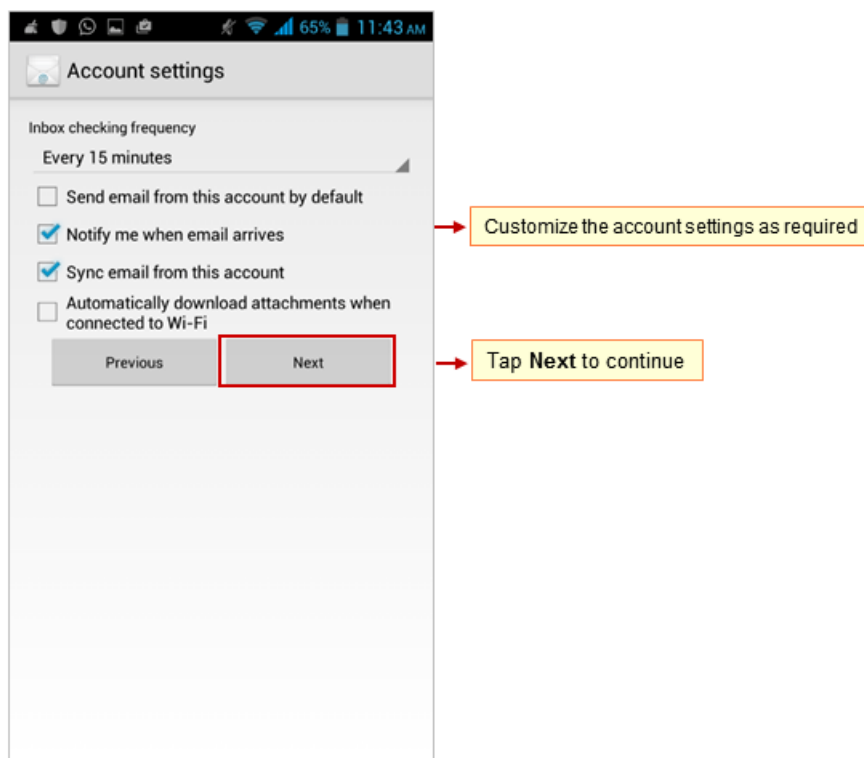 65% 11:43 AM
Account settings
Inbox checking frequency
Every 15 minutes
Send email from this account by default
Notify me when email arrives
Sync email from this account
Automatically download attachments when
connected to Wi-Fi
Previous Next
Customize the account settings as required
Tap Next to continue